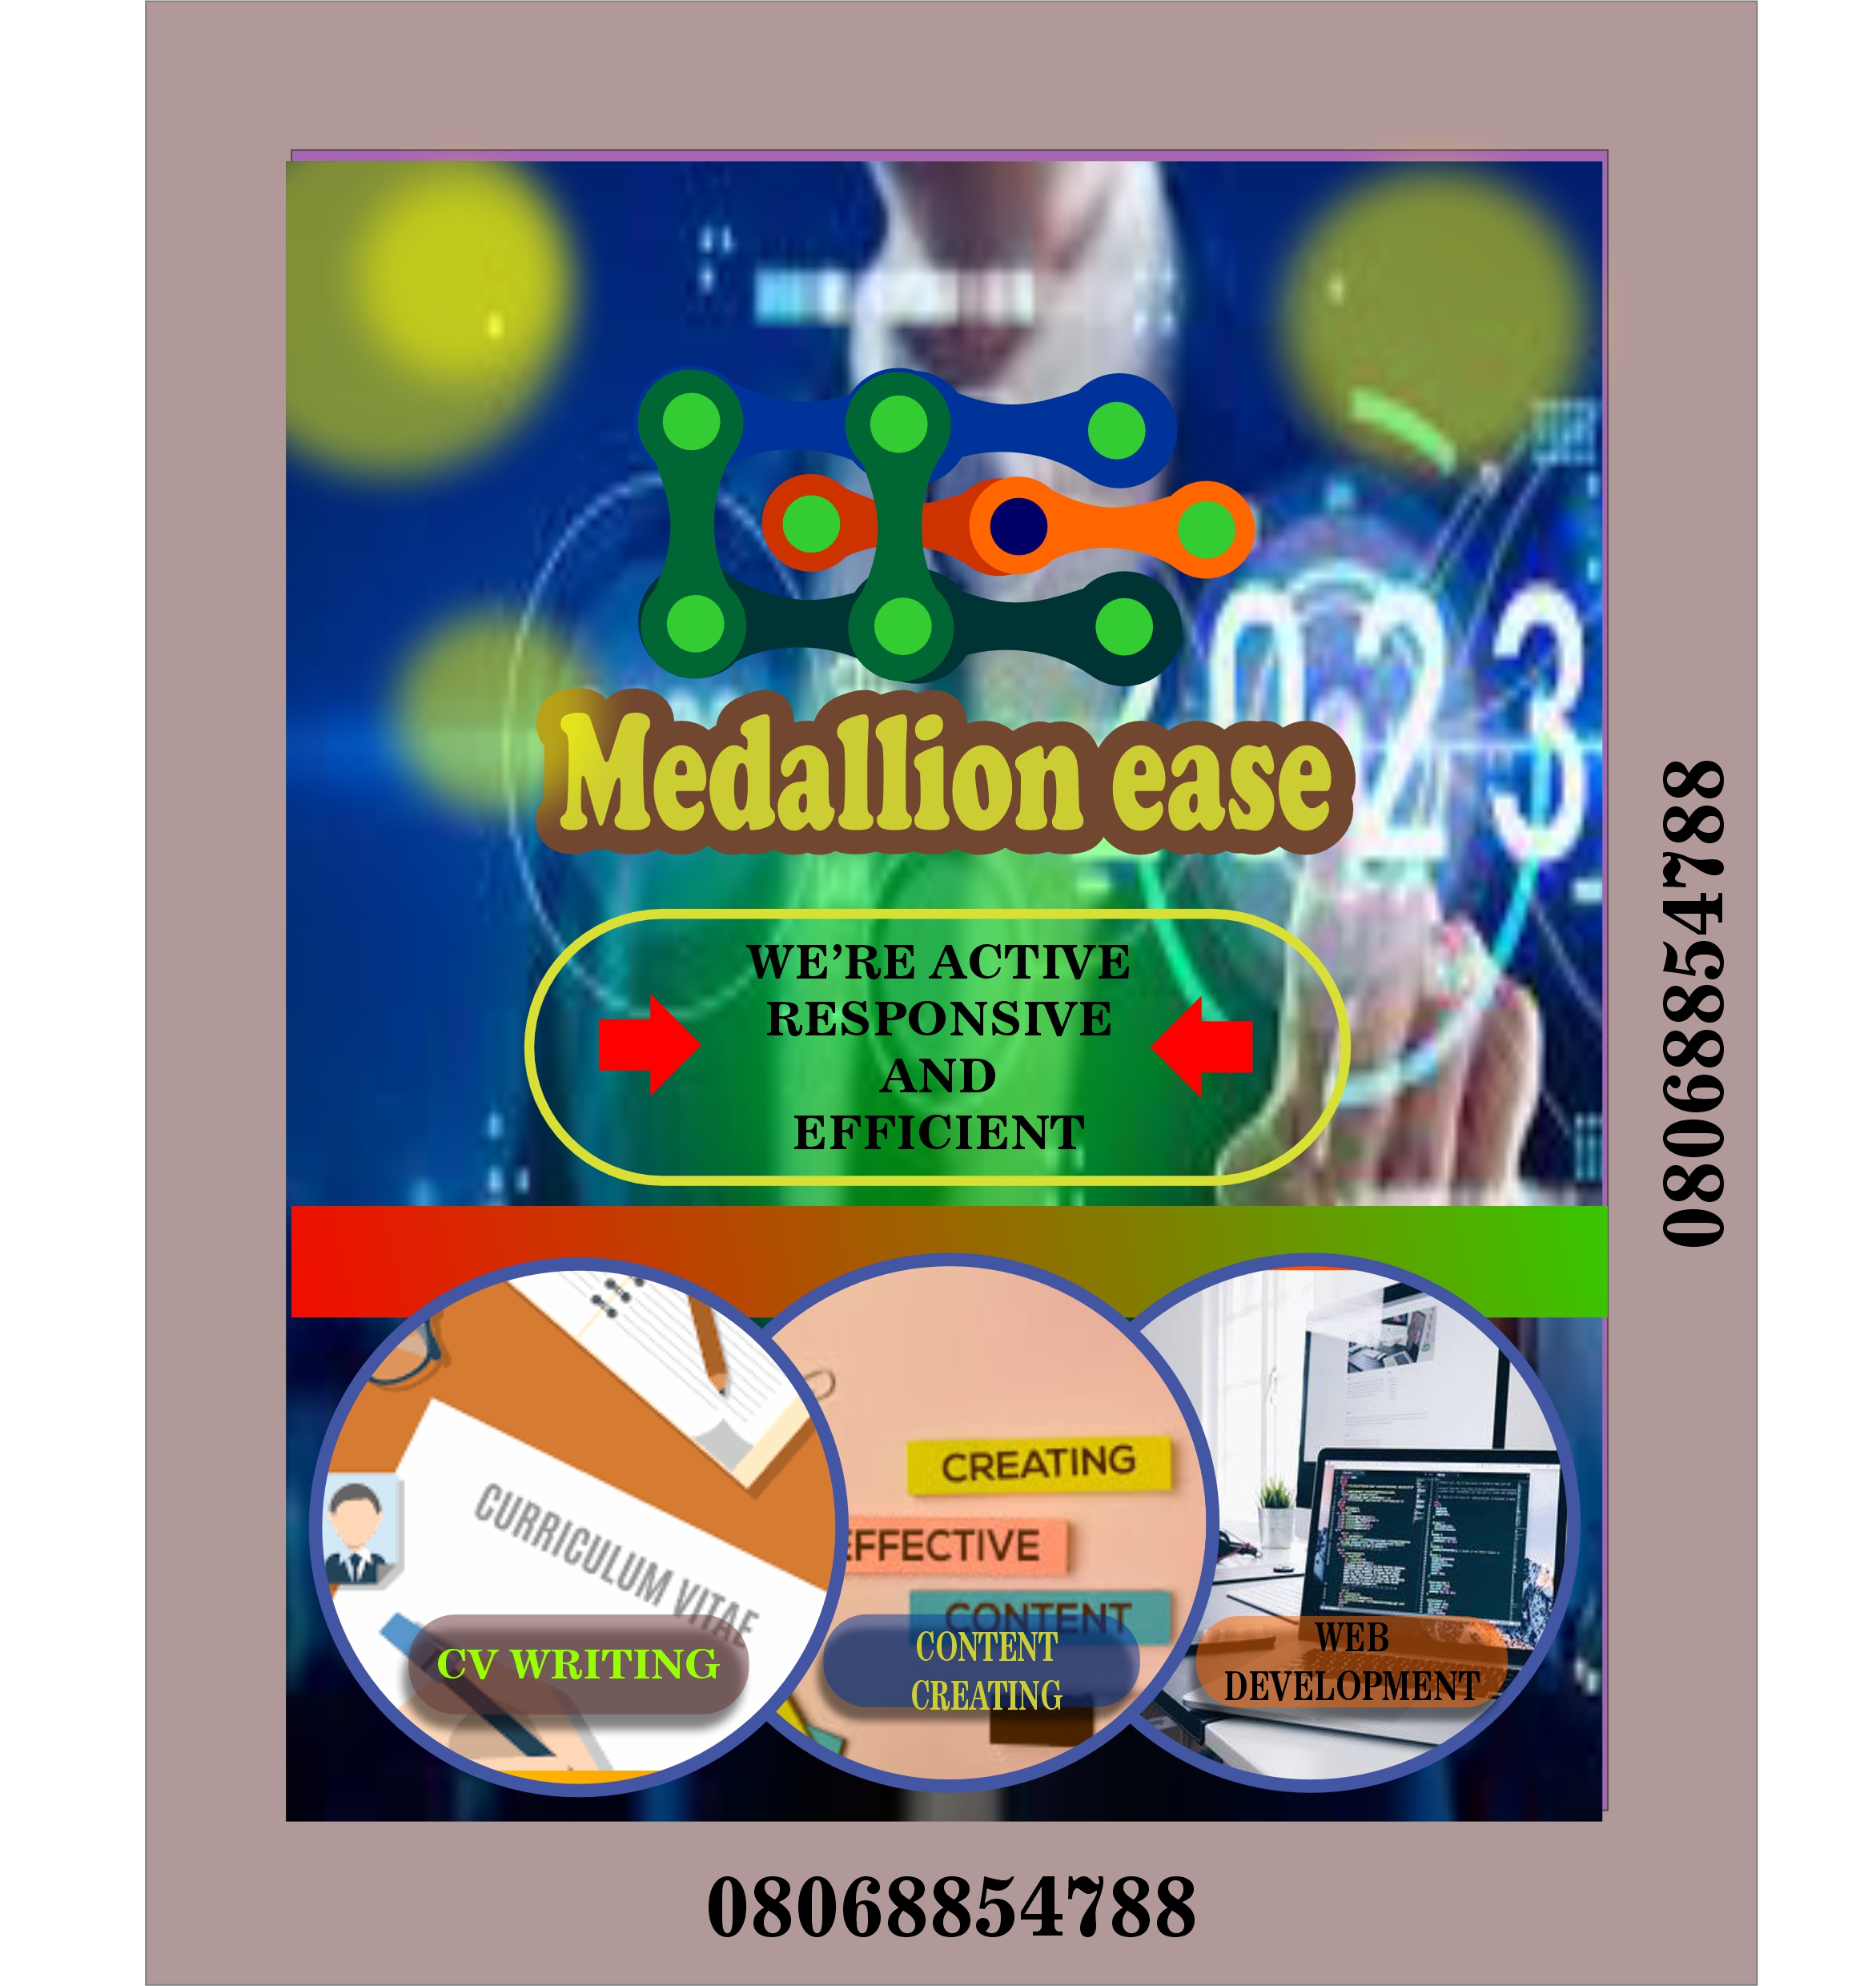 2023
Medallion ease
WE’RE ACTIVE
RESPONSIVE
AND
EFFICIENT
08068854788
CURRICULUM VITAE
CV WRITING
CREATING
EFFECTIVE
CONTENT
CONTENT
CREATING
WEB
DEVELOPMENT
08068854788